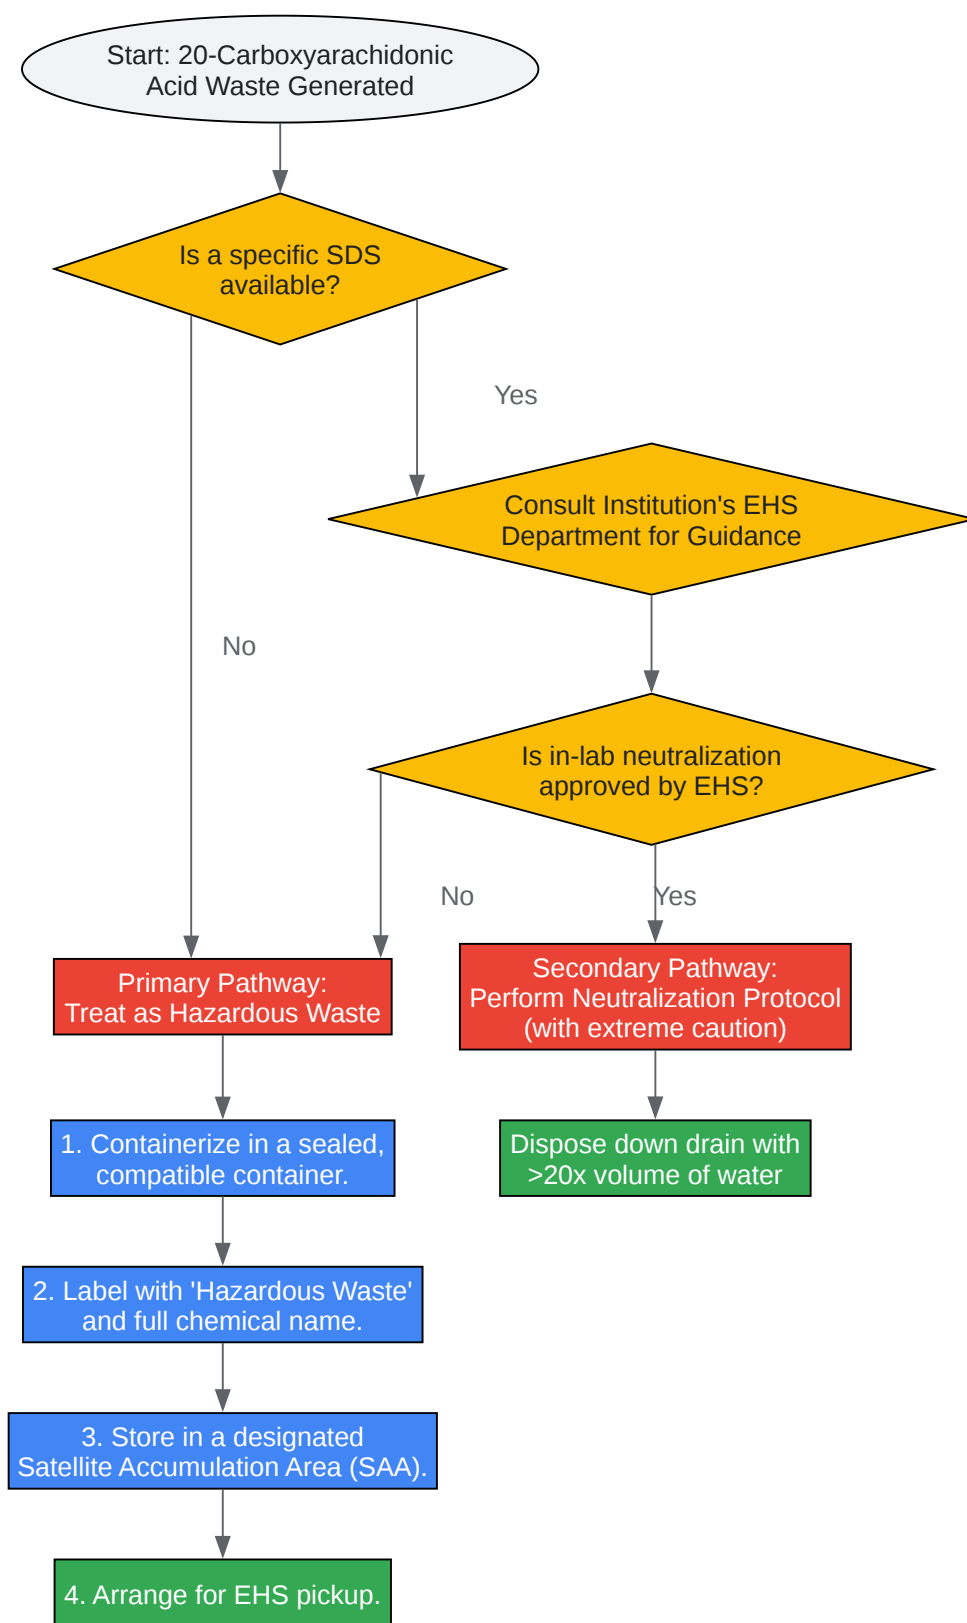 Start: 20-Carboxyarachidonic
Acid Waste Generated
Is a specific SDS
available?
Yes
Consult Institution's EHS
Department for Guidance
No
Is in-lab neutralization
approved by EHS?
No
Yes
Primary Pathway:
Treat as Hazardous Waste
Secondary Pathway:
Perform Neutralization Protocol
(with extreme caution)
1. Containerize in a sealed,
compatible container.
Dispose down drain with
>20x volume of water
2. Label with 'Hazardous Waste'
and full chemical name.
3. Store in a designated
Satellite Accumulation Area (SAA).
4. Arrange for EHS pickup.